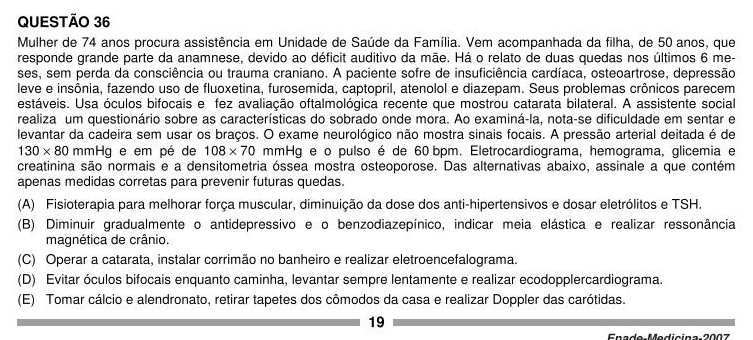 QUESTÃO 36
Mulher de 74 anos procura assistência em Unidade de Saúde da Família. Vem acompanhada da filha, de 50 anos, que
responde grande parte da anamnese, devido ao déficit auditivo da mãe. Há o relato de duas quedas nos últimos 6 me-
ses, sem perda da consciência ou trauma craniano. A paciente sofre de insuficiência cardíaca, osteoartrose, depressão
leve e insônia, fazendo uso de fluoxetina, furosemida, captopril, atenolol e diazepam. Seus problemas crônicos parecem
estáveis. Usa óculos bifocais e fez avaliação oftalmológica recente que mostrou catarata bilateral. A assistente social
realiza um questionário sobre as características do sobrado onde mora. Ao examiná-la, nota-se dificuldade em sentar e
levantar da cadeira sem usar os braços. O exame neurológico não mostra sinais focais. A pressão arterial deitada é de
130 × 80 mmHg e em pé de 108 × 70 mmHg e o pulso é de 60 bpm. Eletrocardiograma, hemograma, glicemia e
creatinina são normais e a densitometria óssea mostra osteoporose. Das alternativas abaixo, assinale a que contém
apenas medidas corretas para prevenir futuras quedas.
(A) Fisioterapia para melhorar força muscular, diminuição da dose dos anti-hipertensivos e dosar eletrólitos e TSH.
(B) Diminuir gradualmente o antidepressivo e o benzodiazepínico, indicar meia elástica e realizar ressonância
magnética de crânio.
(C) Operar a catarata, instalar corrimão no banheiro e realizar eletroencefalograma.
(D) Evitar óculos bifocais enquanto caminha, levantar sempre lentamente e realizar ecodopplercardiograma.
(E) Tomar cálcio e alendronato, retirar tapetes dos cômodos da casa e realizar Doppler das carótidas.
19
Enade-Medicina-2007